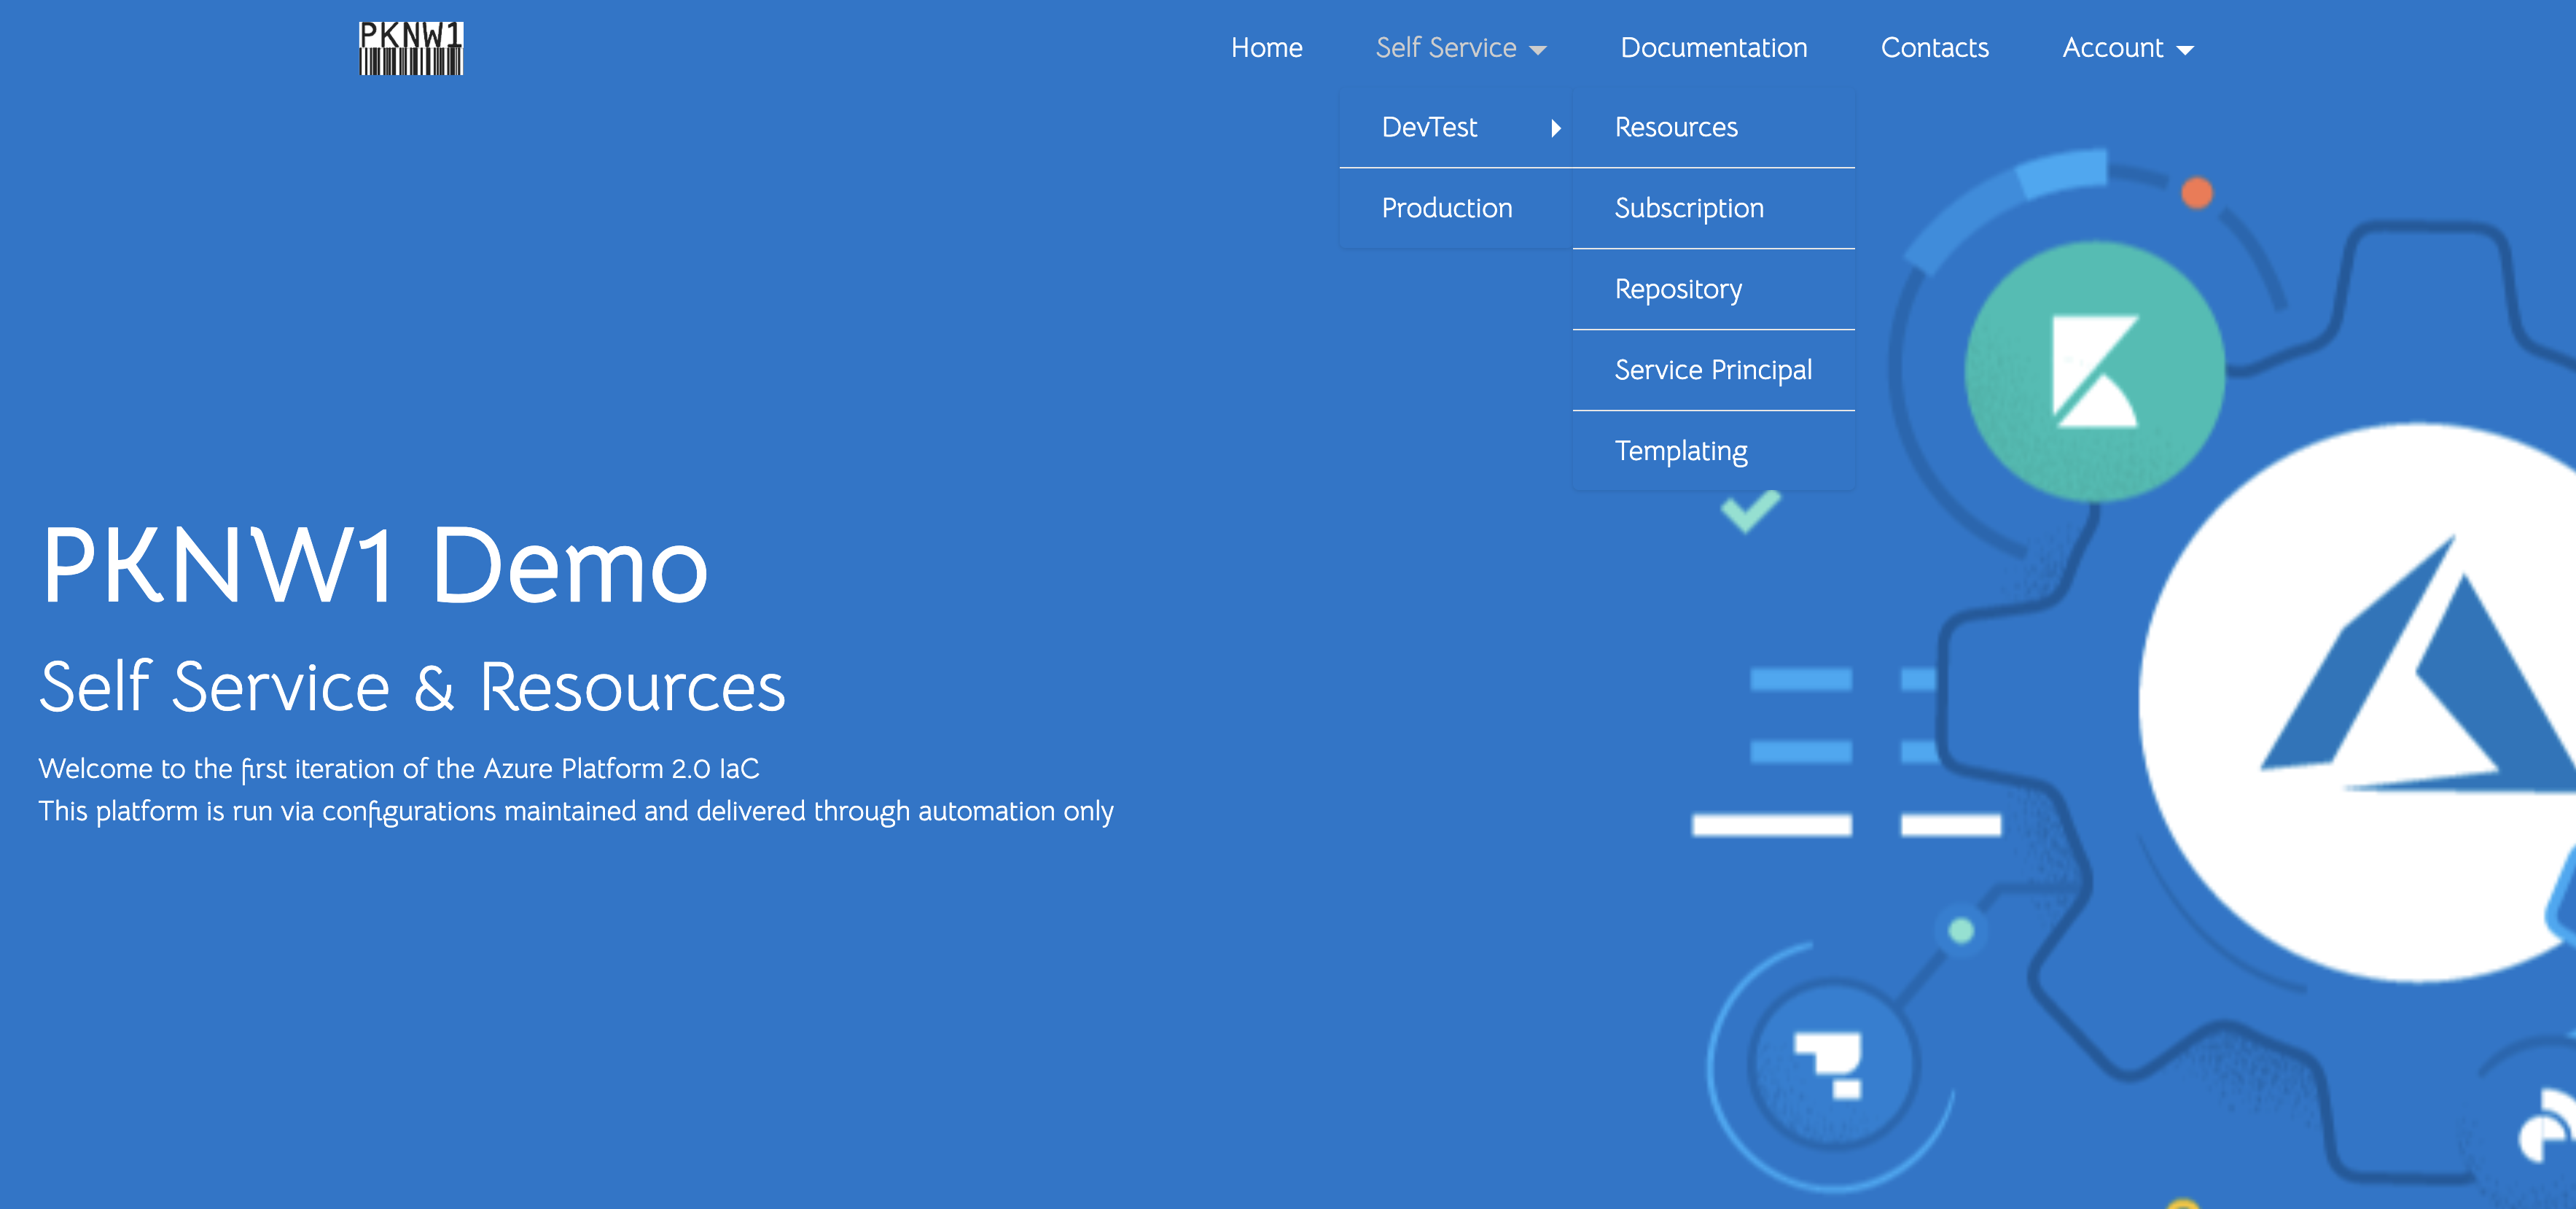 PKNW1
Home Self Service Documentation Contacts Account
DevTest
Production
Resources
Subscription
Repository
Service Principal
Templating
PKNW1 Demo
Self Service & Resources
Welcome to the first iteration of the Azure Platform 2.0 IaC
This platform is run via configurations maintained and delivered through automation only